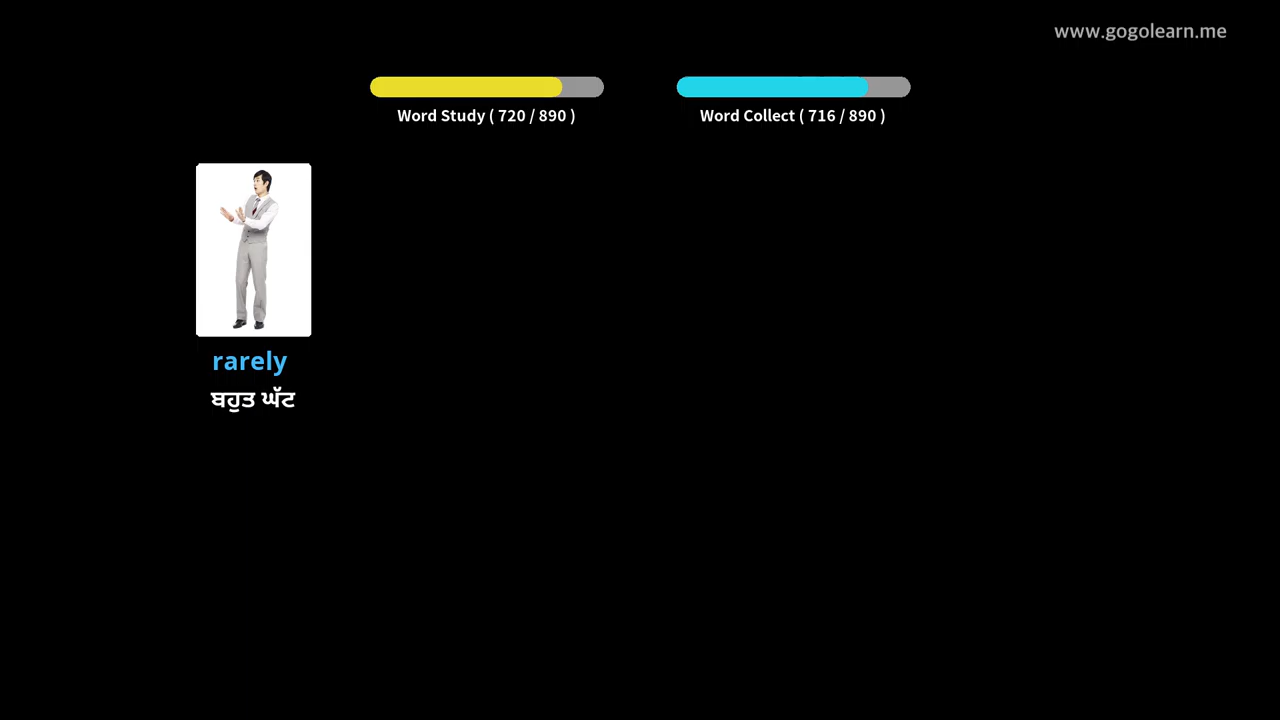 www.gogolearn.me
Word Study ( 720 / 890 )
Word Collect ( 716 / 890 )
rarely
ਬਹੁਤ ਘੱਟ